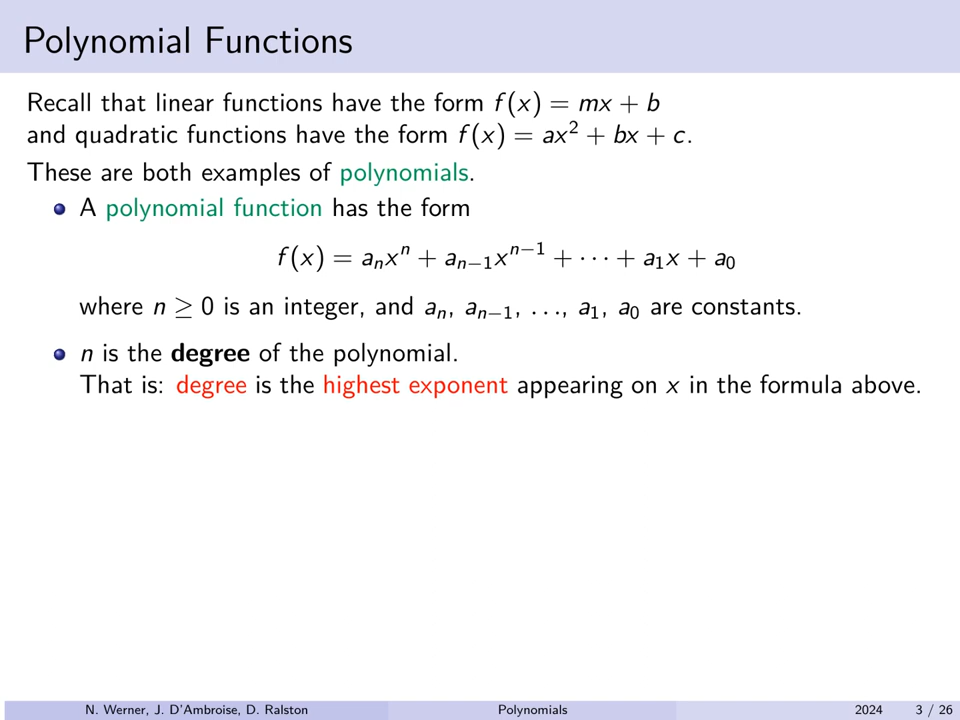 Polynomial Functions
Recall that linear functions have the form f(x) = mx + b
and quadratic functions have the form f(x) = ax² + bx + c.
These are both examples of polynomials.
A polynomial function has the form
f(x) = aₙxⁿ + aₙ₋₁xⁿ⁻¹ + ⋯ + a₁x + a₀
where n ≥ 0 is an integer, and aₙ, aₙ₋₁, …, a₁, a₀ are constants.
n is the degree of the polynomial.
That is: degree is the highest exponent appearing on x in the formula above.
N. Werner, J. D'Ambroise, D. Ralston Polynomials 2024 3 / 26